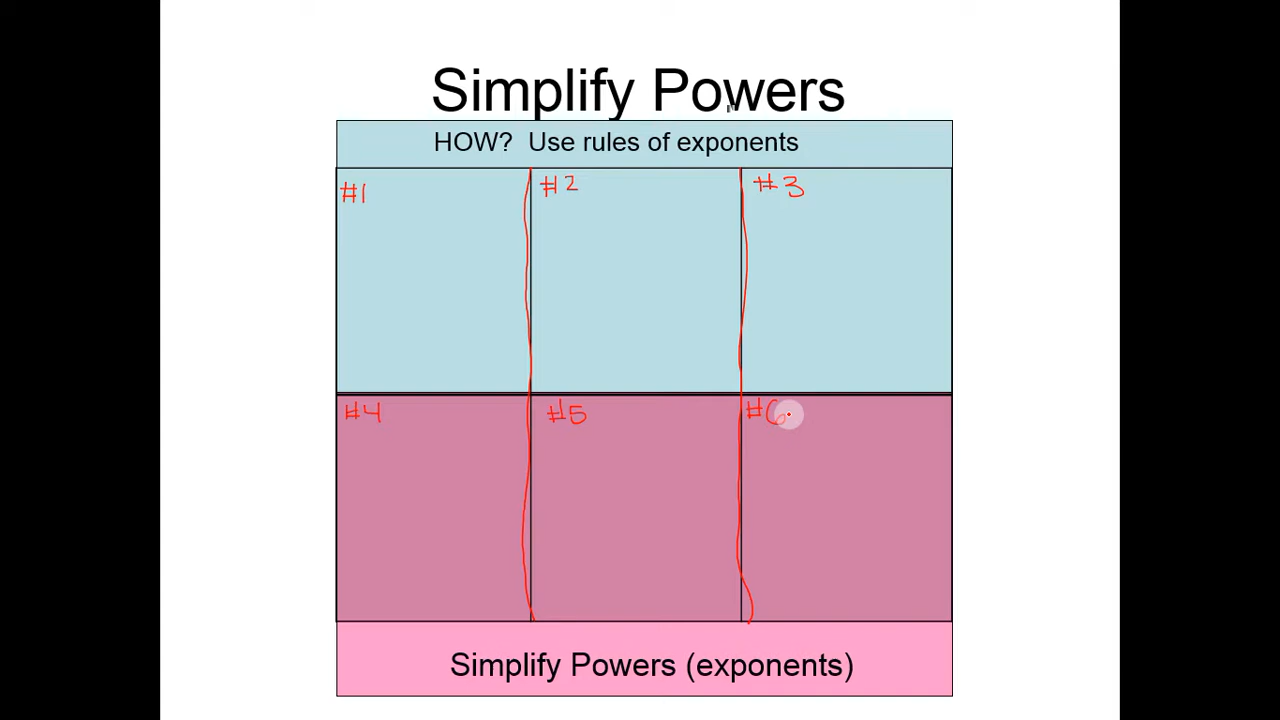 Simplify Powers
HOW? Use rules of exponents
#1 #2 #3
#4 #5 #6
Simplify Powers (exponents)